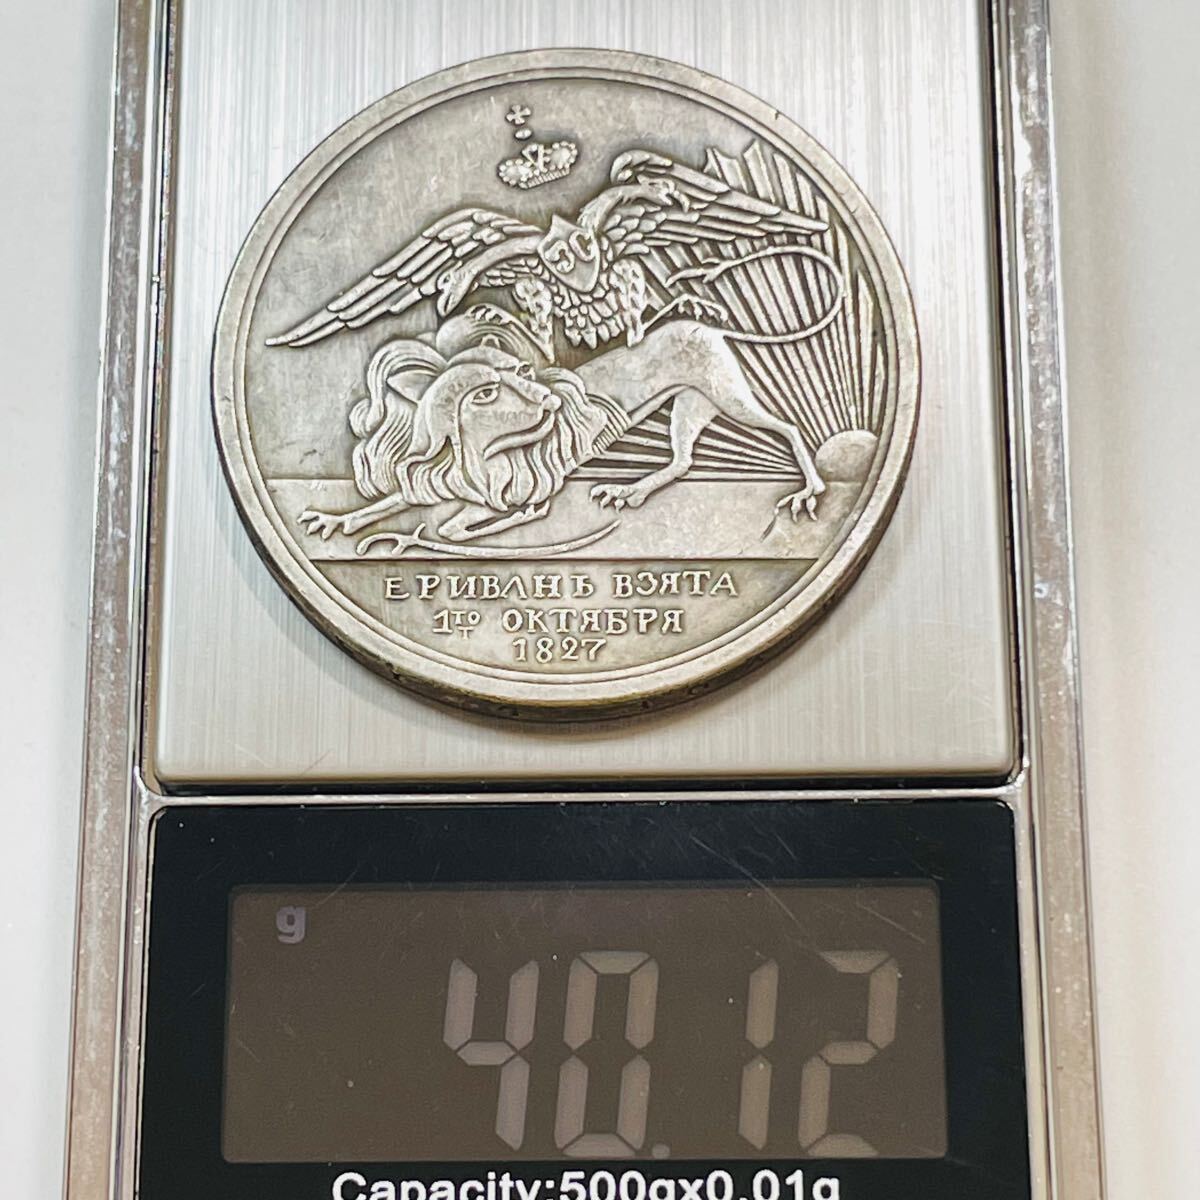 ЕРИВАНЬ ВЗЯТА
1го ОКТЯБРЯ
1827
g
40.12
Capacity:500gx0.01g